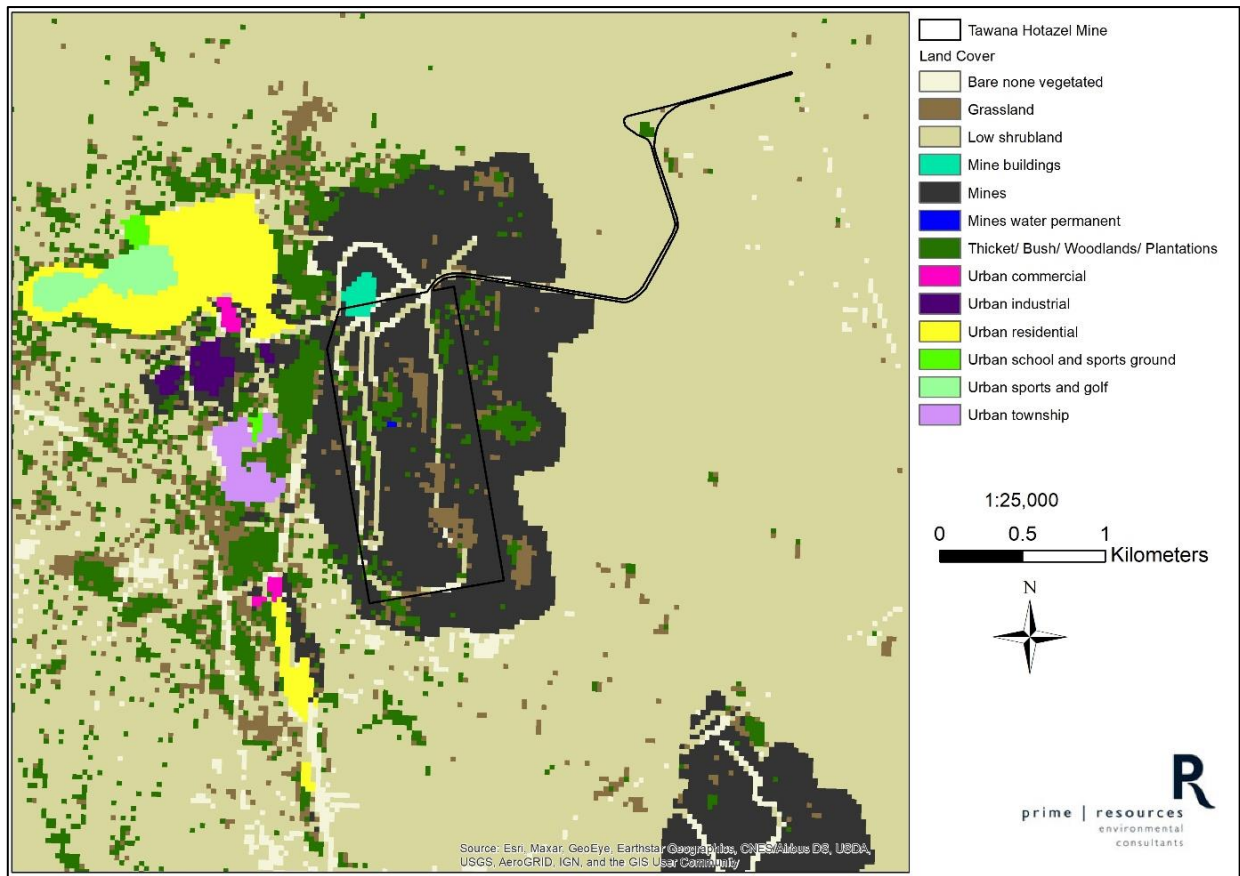 Tawana Hotazel Mine
Land Cover
Bare none vegetated
Grassland
Low shrubland
Mine buildings
Mines
Mines water permanent
Thicket/ Bush/ Woodlands/ Plantations
Urban commercial
Urban industrial
Urban residential
Urban school and sports ground
Urban sports and golf
Urban township
1:25,000
0 0.5 1
Kilometers
N
R
prime | resources
environmental
consultants
Source: Esri, Maxar, GeoEye, Earthstar Geographics, CNES/Airbus DS, USDA,
USGS, AeroGRID, IGN, and the GIS User Community